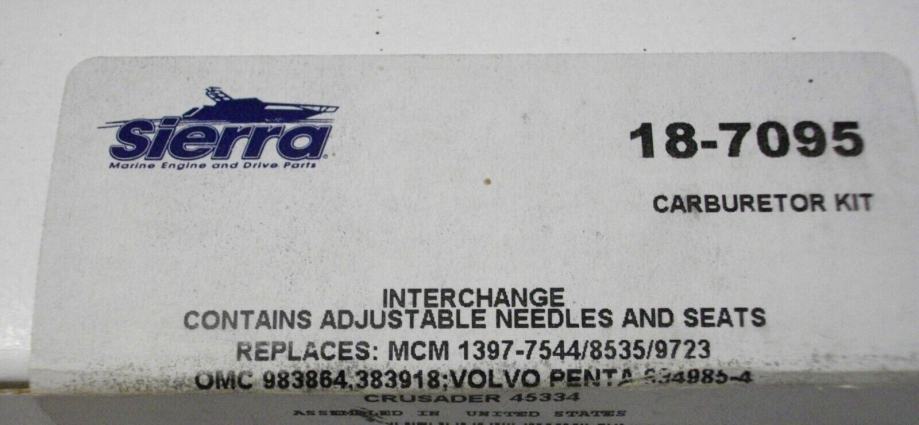 Sierra
Marine Engine and Drive Parts
18-7095
CARBURETOR KIT
INTERCHANGE
CONTAINS ADJUSTABLE NEEDLES AND SEATS
REPLACES: MCM 1397-7544/8535/9723
OMC 983864,383918;VOLVO PENTA
CRUSADER 45334
ASSEMBLED IN UNITED STATES